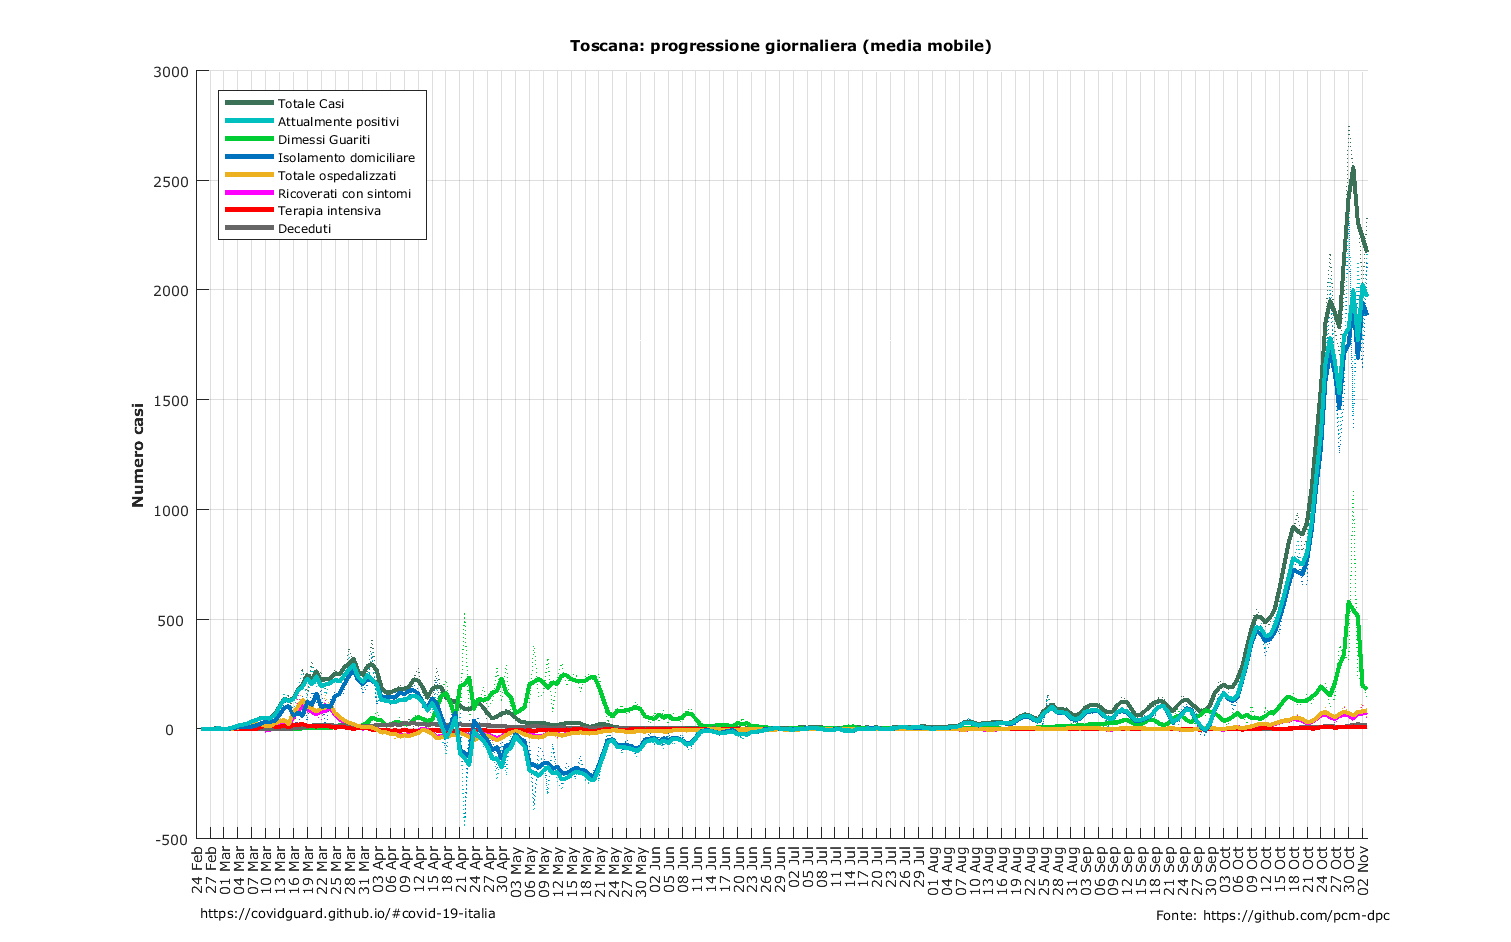 Toscana: progressione giornaliera (media mobile)
3000
2500
2000
1500
1000
500
0
-500
Numero casi
Totale Casi
Attualmente positivi
Dimessi Guariti
Isolamento domiciliare
Totale ospedalizzati
Ricoverati con sintomi
Terapia intensiva
Deceduti
24 Feb
27 Feb
01 Mar
04 Mar
07 Mar
10 Mar
13 Mar
16 Mar
19 Mar
22 Mar
25 Mar
28 Mar
31 Mar
03 Apr
06 Apr
09 Apr
12 Apr
15 Apr
18 Apr
21 Apr
24 Apr
27 Apr
30 Apr
03 May
06 May
09 May
12 May
15 May
18 May
21 May
24 May
27 May
30 May
02 Jun
05 Jun
08 Jun
11 Jun
14 Jun
17 Jun
20 Jun
23 Jun
26 Jun
29 Jun
02 Jul
05 Jul
08 Jul
11 Jul
14 Jul
17 Jul
20 Jul
23 Jul
26 Jul
29 Jul
01 Aug
04 Aug
07 Aug
10 Aug
13 Aug
16 Aug
19 Aug
22 Aug
25 Aug
28 Aug
31 Aug
03 Sep
06 Sep
09 Sep
12 Sep
15 Sep
18 Sep
21 Sep
24 Sep
27 Sep
30 Sep
03 Oct
06 Oct
09 Oct
12 Oct
15 Oct
18 Oct
21 Oct
24 Oct
27 Oct
30 Oct
02 Nov
https://covidguard.github.io/#covid-19-italia
Fonte: https://github.com/pcm-dpc